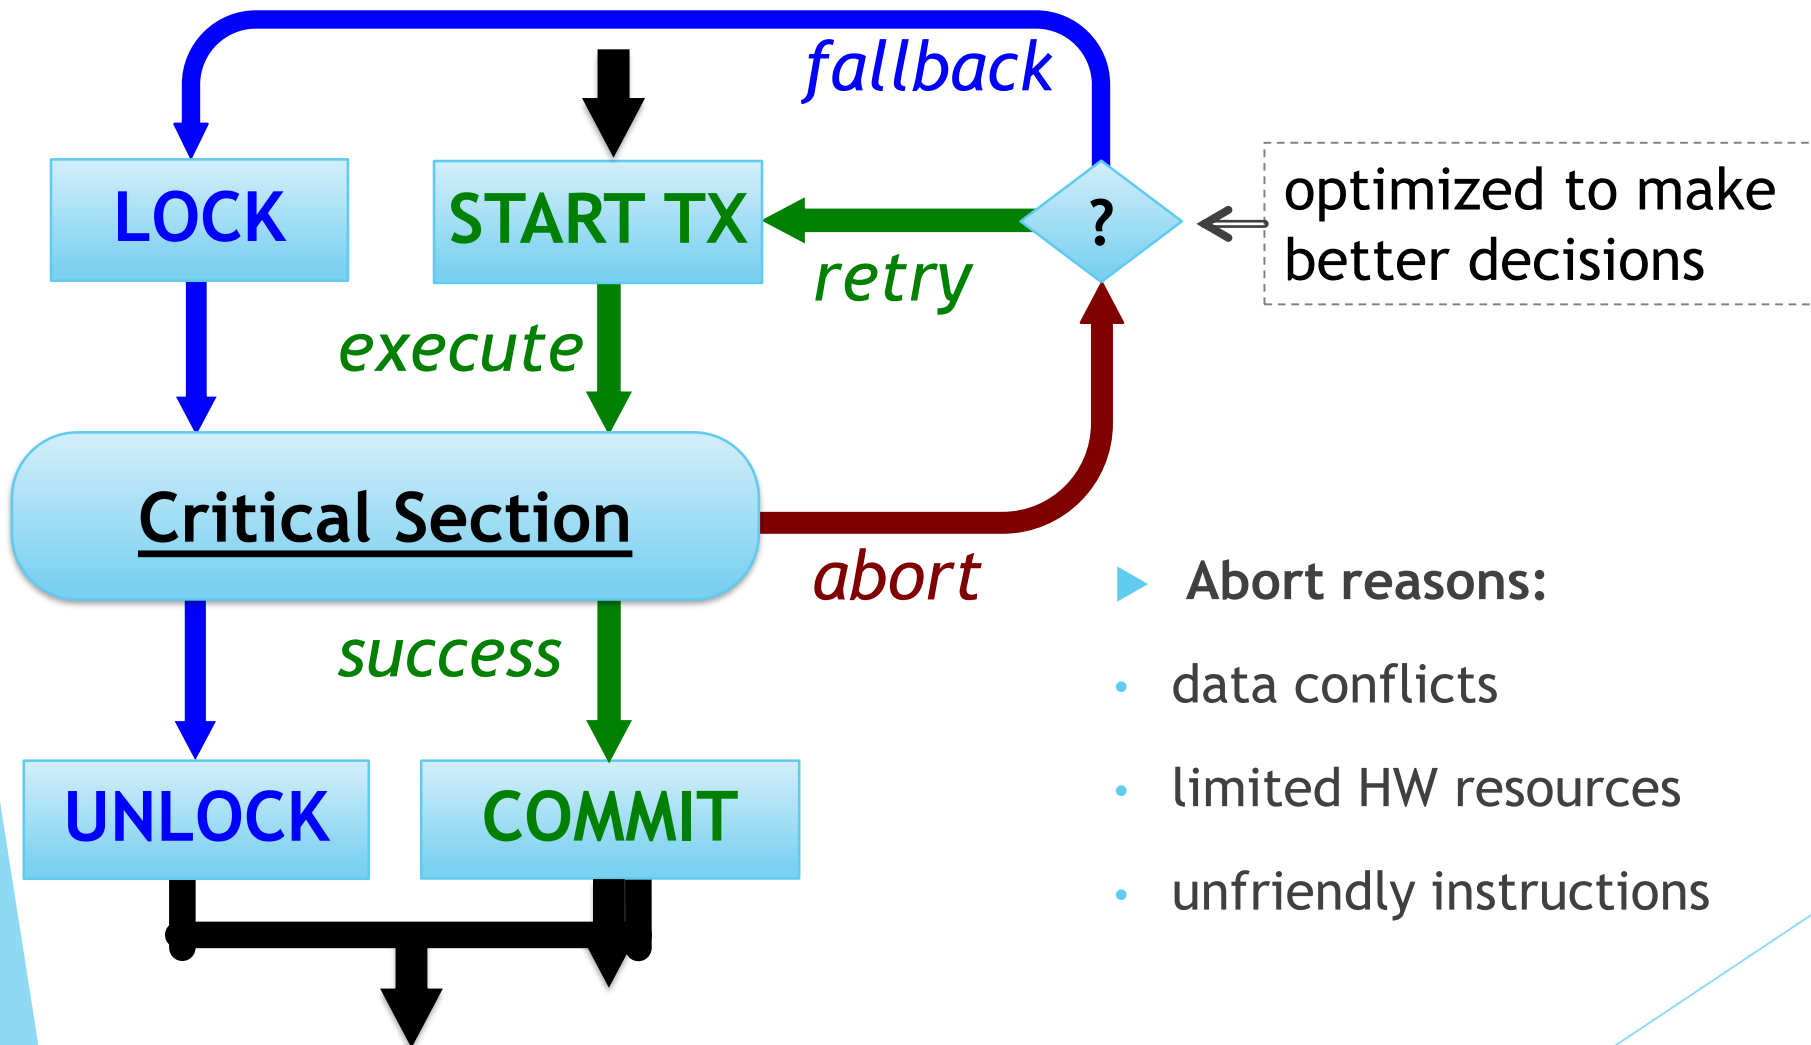 fallback
LOCK
START TX
?
optimized to make
better decisions
retry
execute
Critical Section
abort
Abort reasons:
success
data conflicts
limited HW resources
UNLOCK
COMMIT
unfriendly instructions